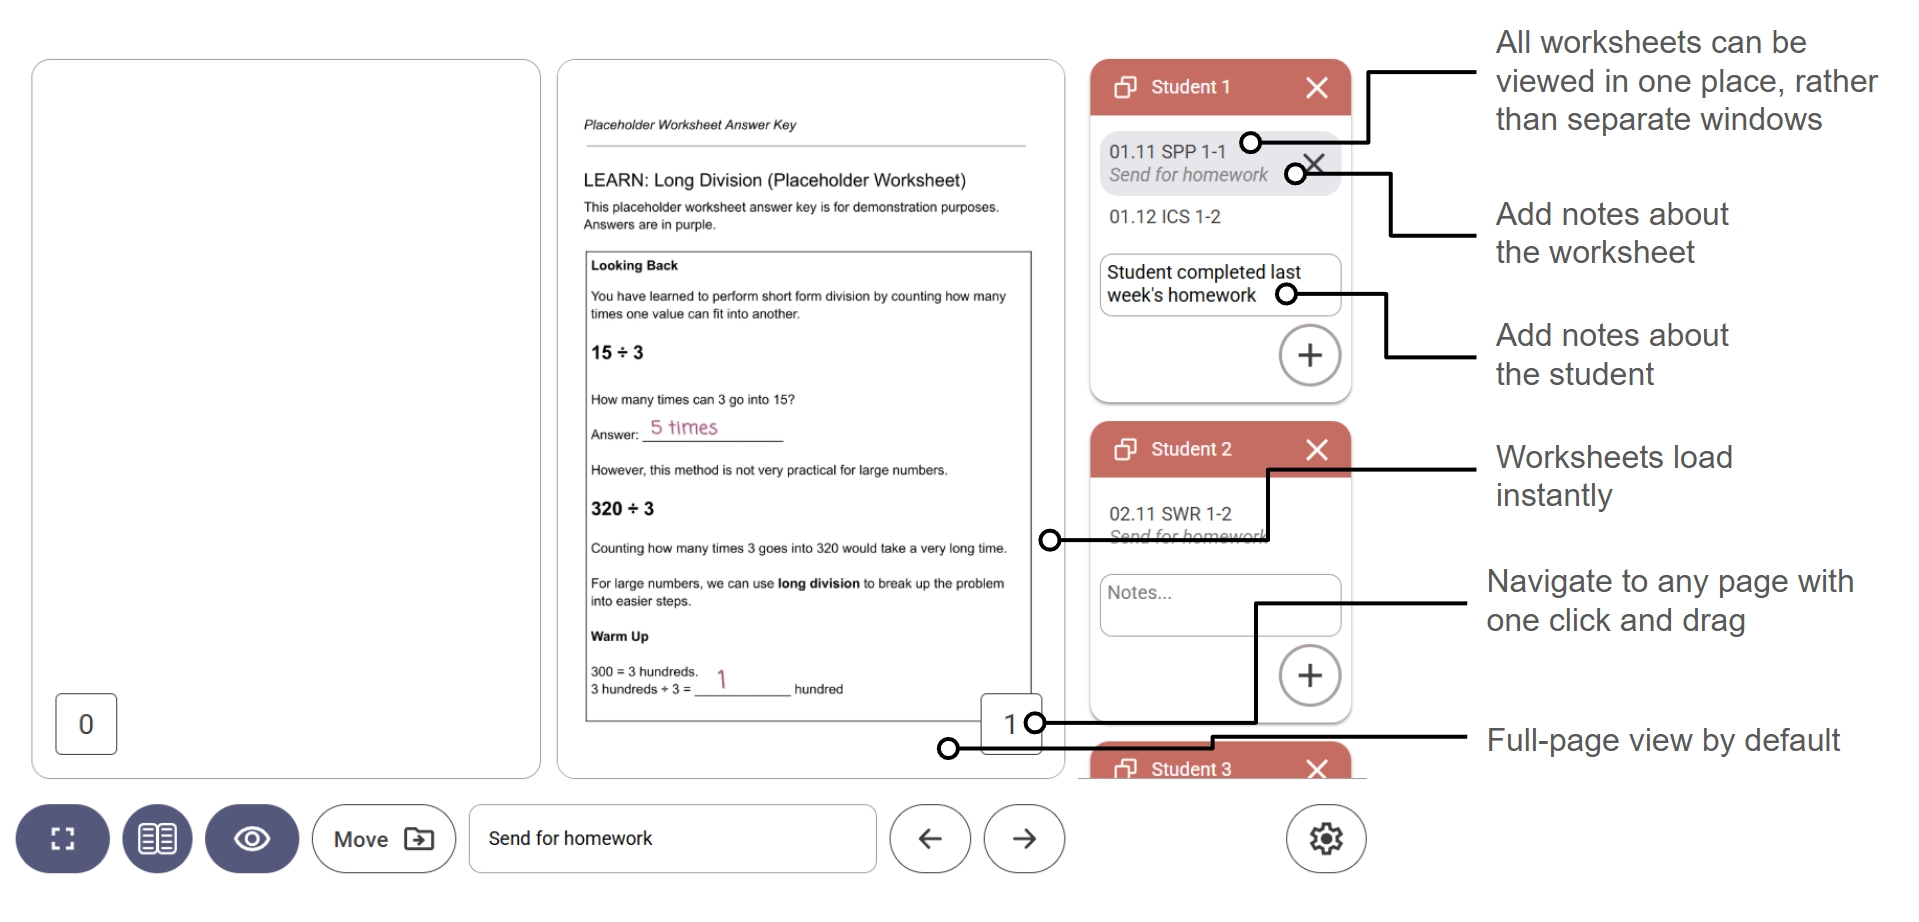 Placeholder Worksheet Answer Key
LEARN: Long Division (Placeholder Worksheet)
This placeholder worksheet answer key is for demonstration purposes.
Answers are in purple.
Looking Back
You have learned to perform short form division by counting how many
times one value can fit into another.
15 ÷ 3
How many times can 3 go into 15?
Answer: 5 times
However, this method is not very practical for large numbers.
320 ÷ 3
Counting how many times 3 goes into 320 would take a very long time.
For large numbers, we can use long division to break up the problem
into easier steps.
Warm Up
300 = 3 hundreds.
3 hundreds ÷ 3 = 1 hundred
0
1
Student 1
01.11 SPP 1-1
Send for homework
01.12 ICS 1-2
Student completed last
week's homework
Student 2
02.11 SWR 1-2
Send for homework
Notes...
Student 3
All worksheets can be
viewed in one place, rather
than separate windows
Add notes about
the worksheet
Add notes about
the student
Worksheets load
instantly
Navigate to any page with
one click and drag
Full-page view by default
Move
Send for homework